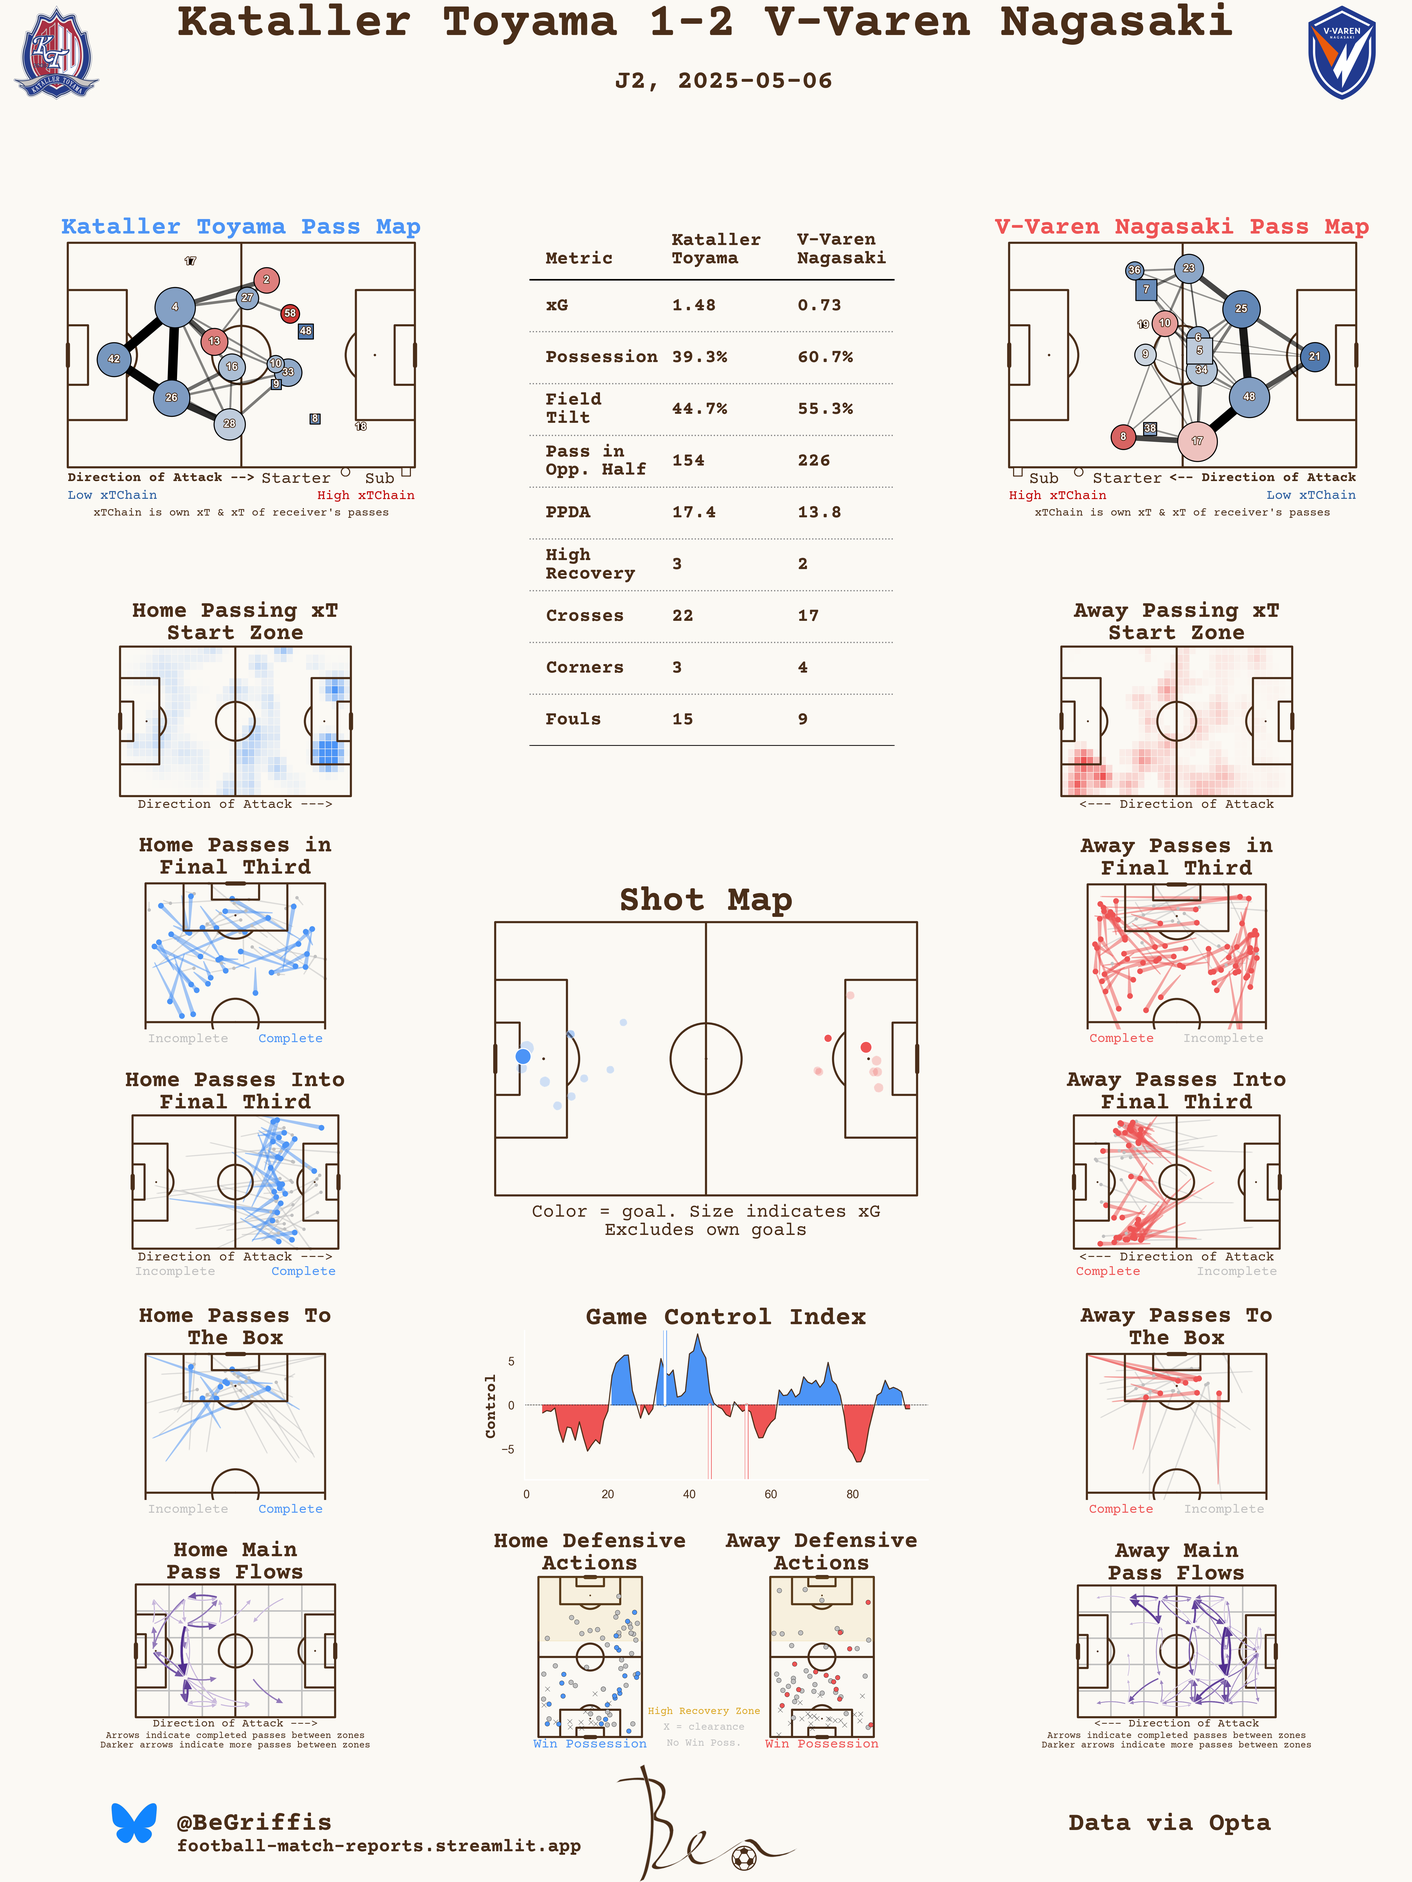 Kataller Toyama 1-2 V-Varen Nagasaki
J2, 2025-05-06
KT
KATALLER TOYAMA
V-VAREN
NAGASAKI
Kataller Toyama Pass Map
17
2
27
4
58
48
13
42
16
10
33
9
26
28
8
18
Direction of Attack --> Starter Sub
Low xTChain High xTChain
xTChain is own xT & xT of receiver's passes
Metric Kataller Toyama V-Varen Nagasaki
xG 1.48 0.73
Possession 39.3% 60.7%
Field Tilt 44.7% 55.3%
Pass in Opp. Half 154 226
PPDA 17.4 13.8
High Recovery 3 2
Crosses 22 17
Corners 3 4
Fouls 15 9
V-Varen Nagasaki Pass Map
36
23
7
25
19
10
6
5
9
21
34
48
8
38
17
Sub Starter <-- Direction of Attack
High xTChain Low xTChain
xTChain is own xT & xT of receiver's passes
Home Passing xT
Start Zone
Direction of Attack --->
Away Passing xT
Start Zone
<--- Direction of Attack
Home Passes in
Final Third
Incomplete Complete
Away Passes in
Final Third
Complete Incomplete
Shot Map
Color = goal. Size indicates xG
Excludes own goals
Home Passes Into
Final Third
Direction of Attack --->
Incomplete Complete
Away Passes Into
Final Third
<--- Direction of Attack
Complete Incomplete
Home Passes To
The Box
Incomplete Complete
Game Control Index
Control
5
0
−5
0 20 40 60 80
Away Passes To
The Box
Complete Incomplete
Home Main
Pass Flows
Direction of Attack --->
Arrows indicate completed passes between zones
Darker arrows indicate more passes between zones
Home Defensive
Actions
Win Possession
Away Defensive
Actions
Win Possession
High Recovery Zone
X = clearance
No Win Poss.
Away Main
Pass Flows
<--- Direction of Attack
Arrows indicate completed passes between zones
Darker arrows indicate more passes between zones
@BeGriffis
football-match-reports.streamlit.app
Ben
Data via Opta